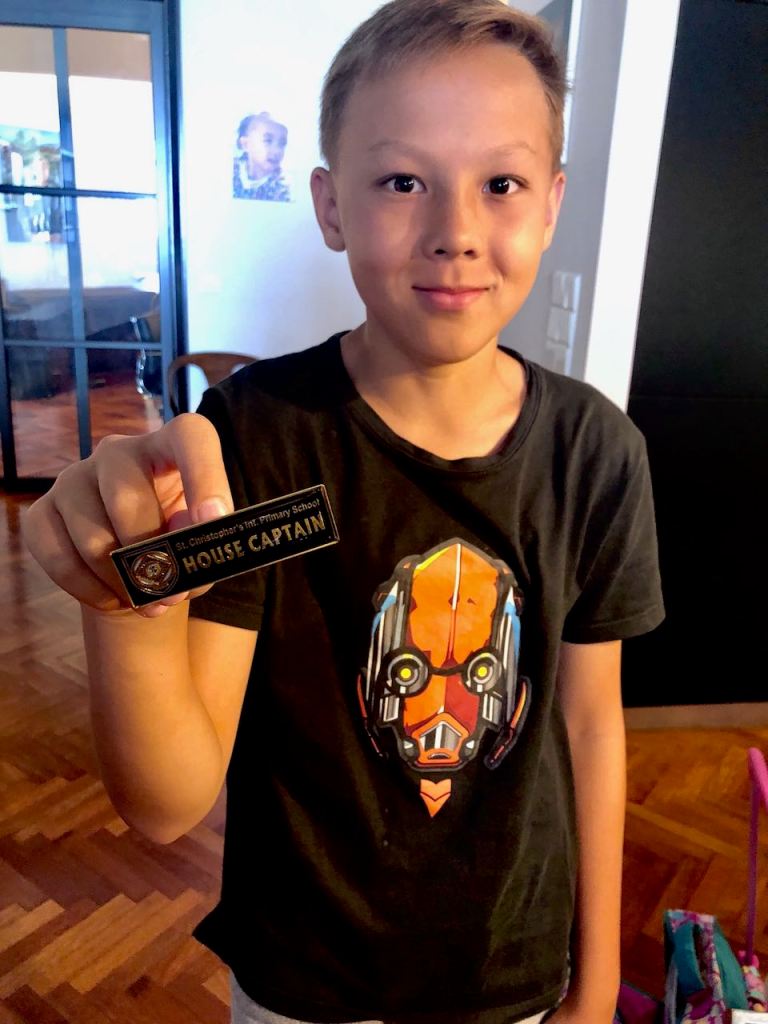 St. Christopher's Int. Primary School
HOUSE CAPTAIN